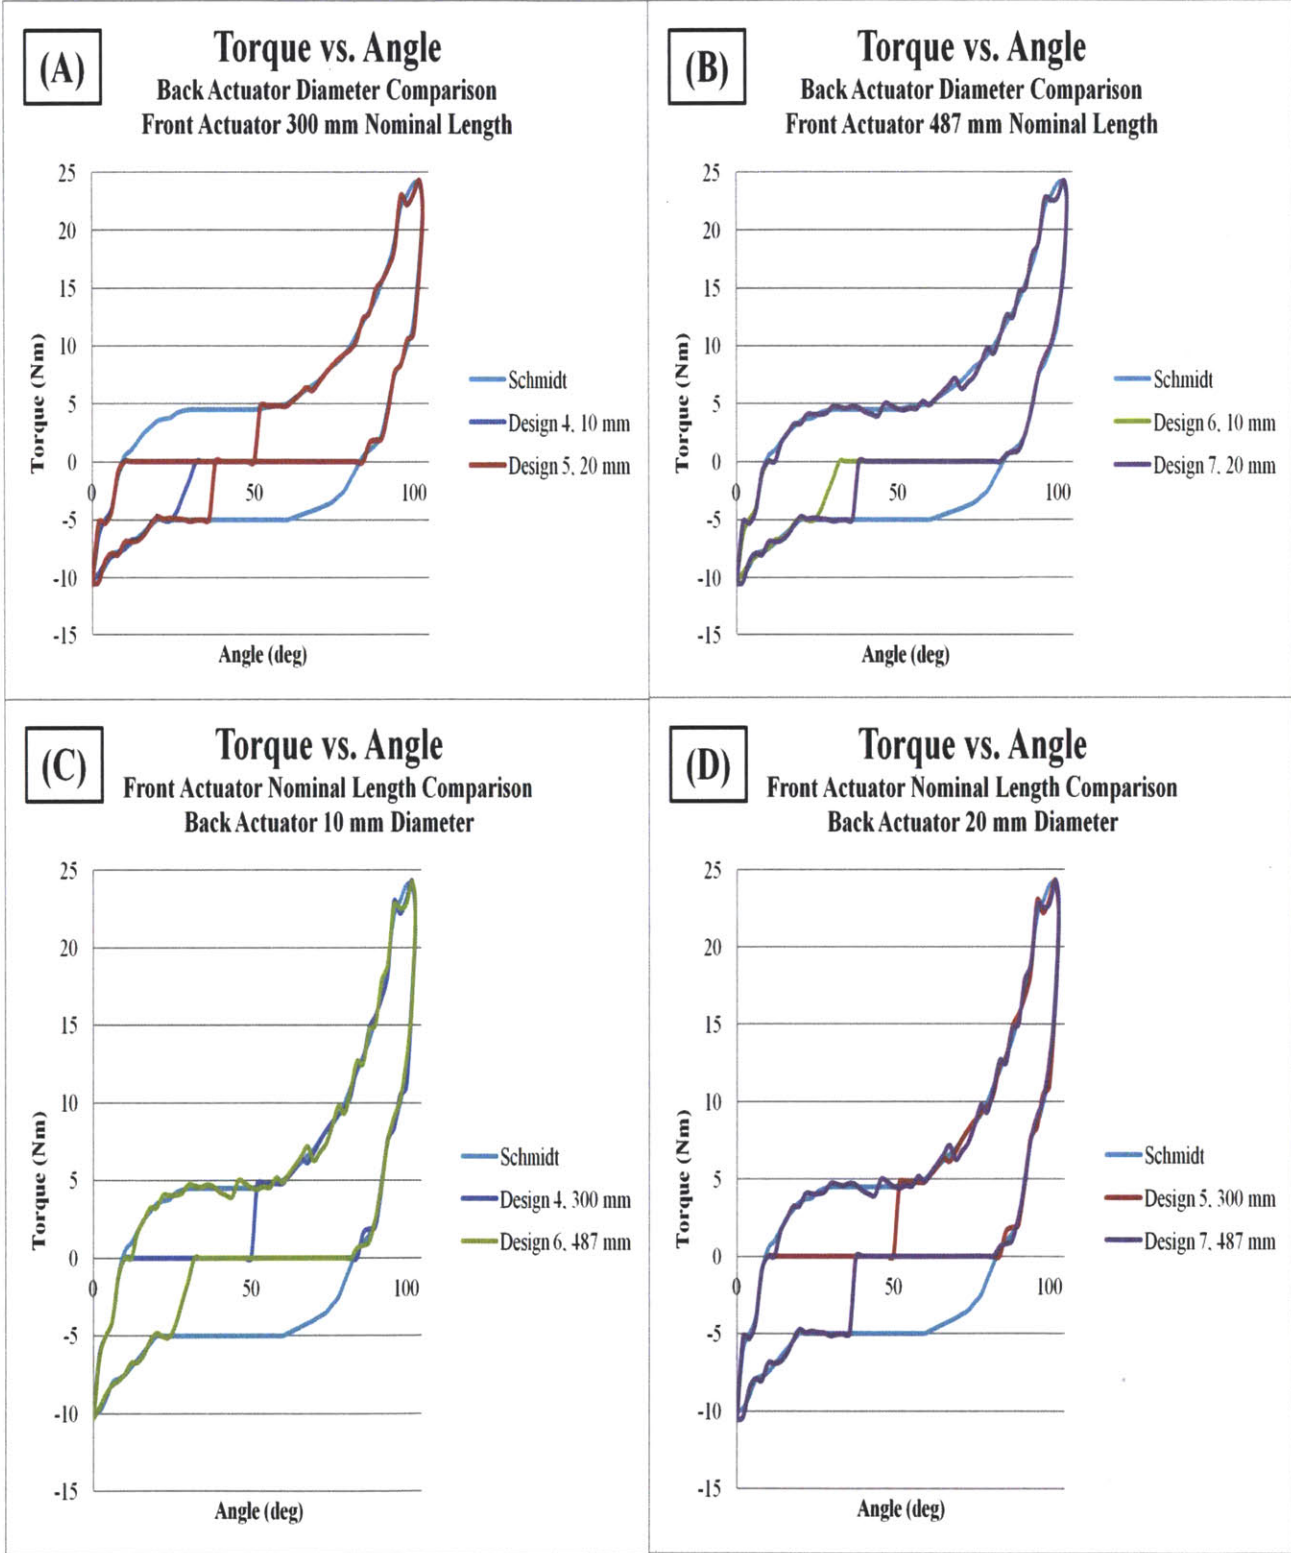 (A)
Torque vs. Angle
Back Actuator Diameter Comparison
Front Actuator 300 mm Nominal Length
25
20
15
10
5
0
-5
-10
-15
0
50
100
Torque (Nm)
Angle (deg)
Schmidt
Design 4, 10 mm
Design 5, 20 mm
(B)
Torque vs. Angle
Back Actuator Diameter Comparison
Front Actuator 487 mm Nominal Length
25
20
15
10
5
0
-5
-10
-15
0
50
100
Torque (Nm)
Angle (deg)
Schmidt
Design 6, 10 mm
Design 7, 20 mm
(C)
Torque vs. Angle
Front Actuator Nominal Length Comparison
Back Actuator 10 mm Diameter
25
20
15
10
5
0
-5
-10
-15
0
50
100
Torque (Nm)
Angle (deg)
Schmidt
Design 4, 300 mm
Design 6, 487 mm
(D)
Torque vs. Angle
Front Actuator Nominal Length Comparison
Back Actuator 20 mm Diameter
25
20
15
10
5
0
-5
-10
-15
0
50
100
Torque (Nm)
Angle (deg)
Schmidt
Design 5, 300 mm
Design 7, 487 mm